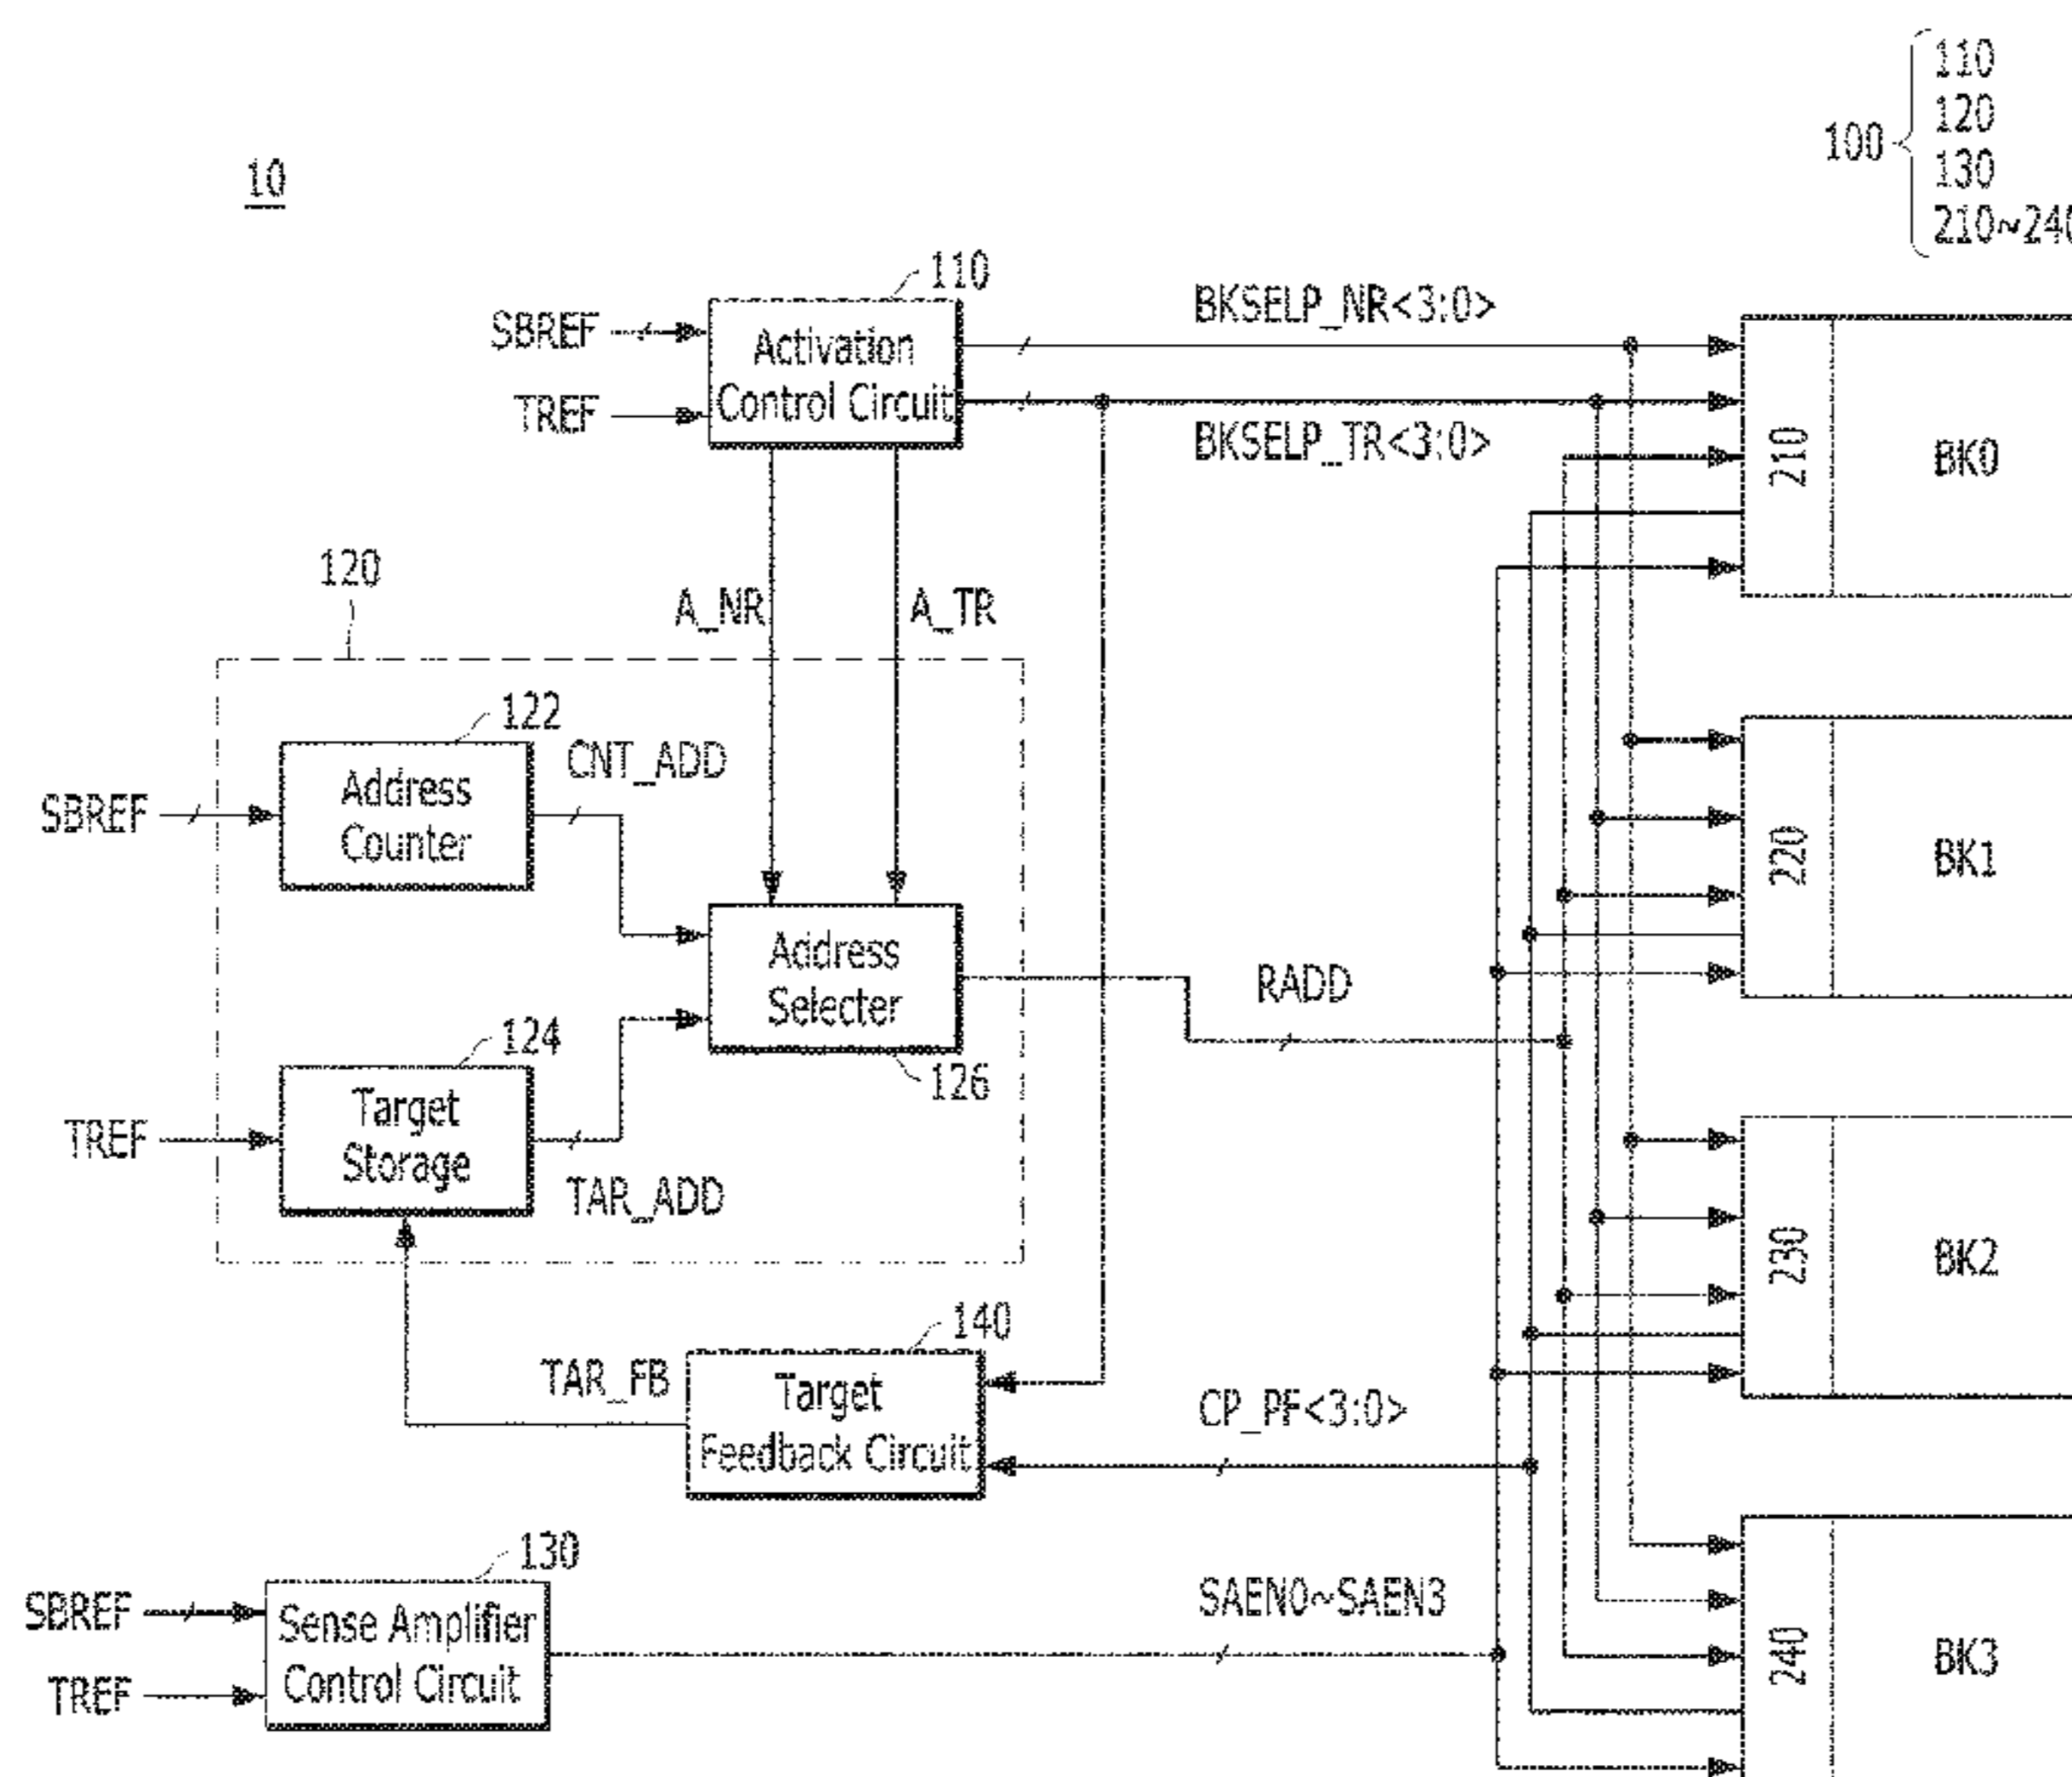 10
100
110
120
130
210~240
110
SBREF
TREF
Activation
Control Circuit
BKSELP_NR<3:0>
BKSELP_TR<3:0>
210
BK0
120
A_NR
A_TR
122
CNT_ADD
SBREF
Address
Counter
220
BK1
Address
Selecter
126
RADD
124
TREF
Target
Storage
TAR_ADD
230
BK2
140
TAR_FB
Target
Feedback Circuit
CP_PF<3:0>
130
SBREF
TREF
Sense Amplifier
Control Circuit
SAEN0~SAEN3
240
BK3